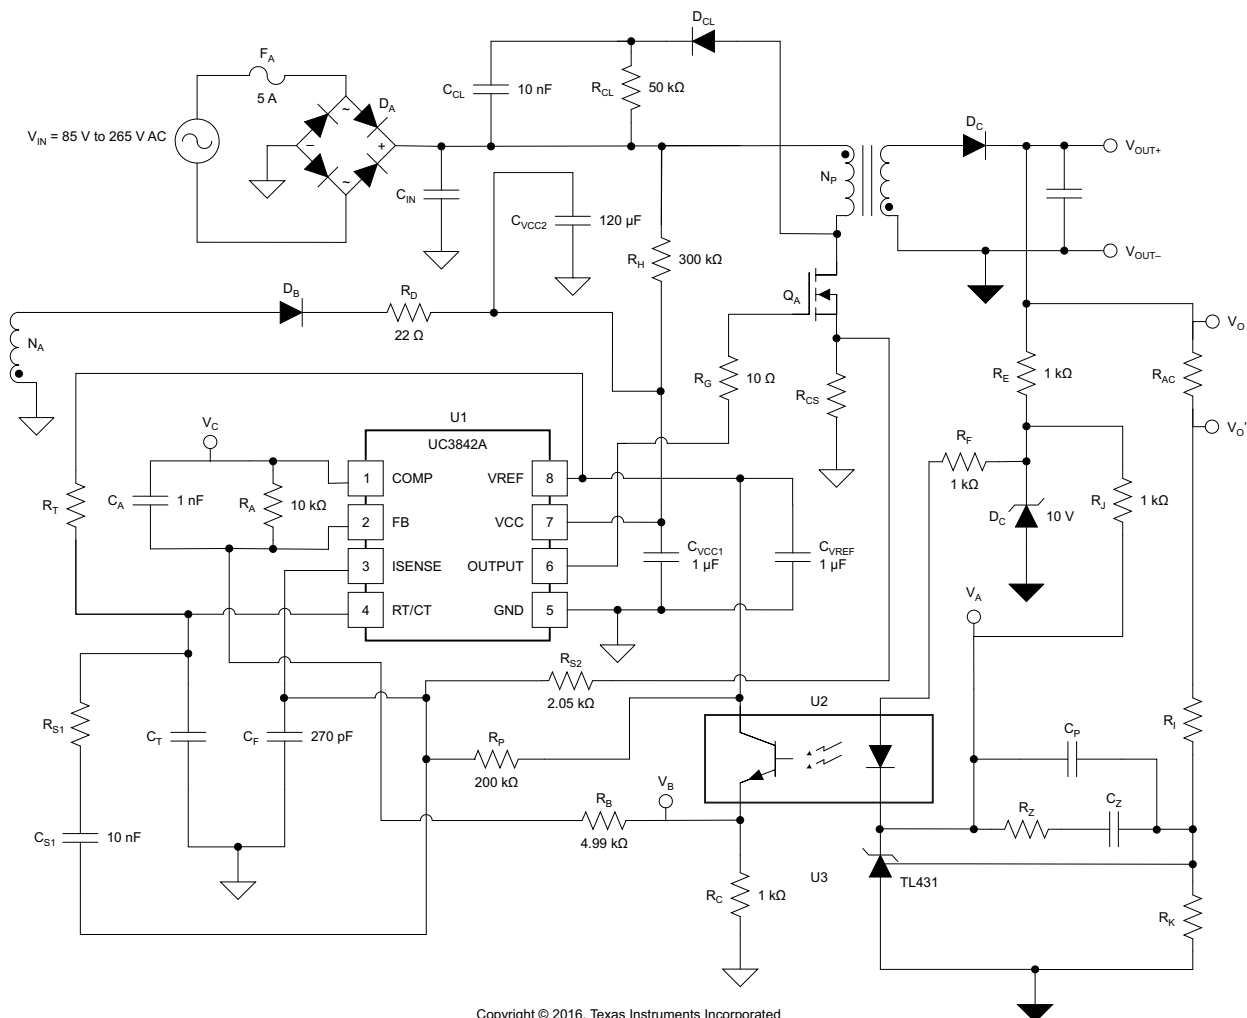 D_CL
F_A
5 A
D_A
C_CL
10 nF
R_CL
50 kΩ
V_IN = 85 V to 265 V AC
~
−
+
~
C_IN
N_P
D_C
V_OUT+
V_OUT–
C_VCC2
120 µF
R_H
300 kΩ
Q_A
D_B
R_D
22 Ω
N_A
R_G
10 Ω
R_CS
R_E
1 kΩ
R_AC
V_O
V_O'
U1
UC3842A
V_C
R_T
C_A
1 nF
R_A
10 kΩ
1
COMP
VREF
8
2
FB
VCC
7
3
ISENSE
OUTPUT
6
4
RT/CT
GND
5
C_VCC1
1 µF
C_VREF
1 µF
R_F
1 kΩ
D_C
10 V
R_J
1 kΩ
V_A
R_S2
2.05 kΩ
U2
R_S1
C_T
C_F
270 pF
R_P
200 kΩ
V_B
R_B
4.99 kΩ
C_P
R_I
R_Z
C_Z
C_S1
10 nF
R_C
1 kΩ
U3
TL431
R_K
Copyright © 2016, Texas Instruments Incorporated